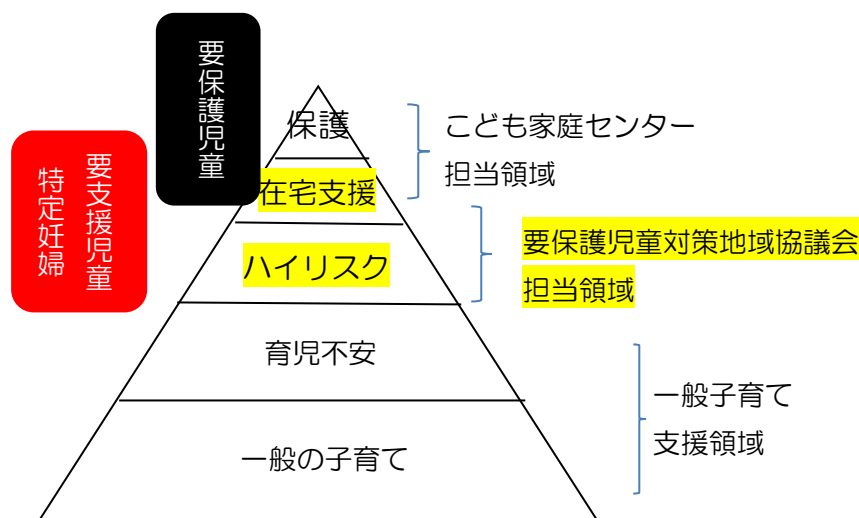 要保護児童
要支援児童
特定妊婦
保護
在宅支援
ハイリスク
育児不安
一般の子育て
こども家庭センター
担当領域
要保護児童対策地域協議会
担当領域
一般子育て
支援領域